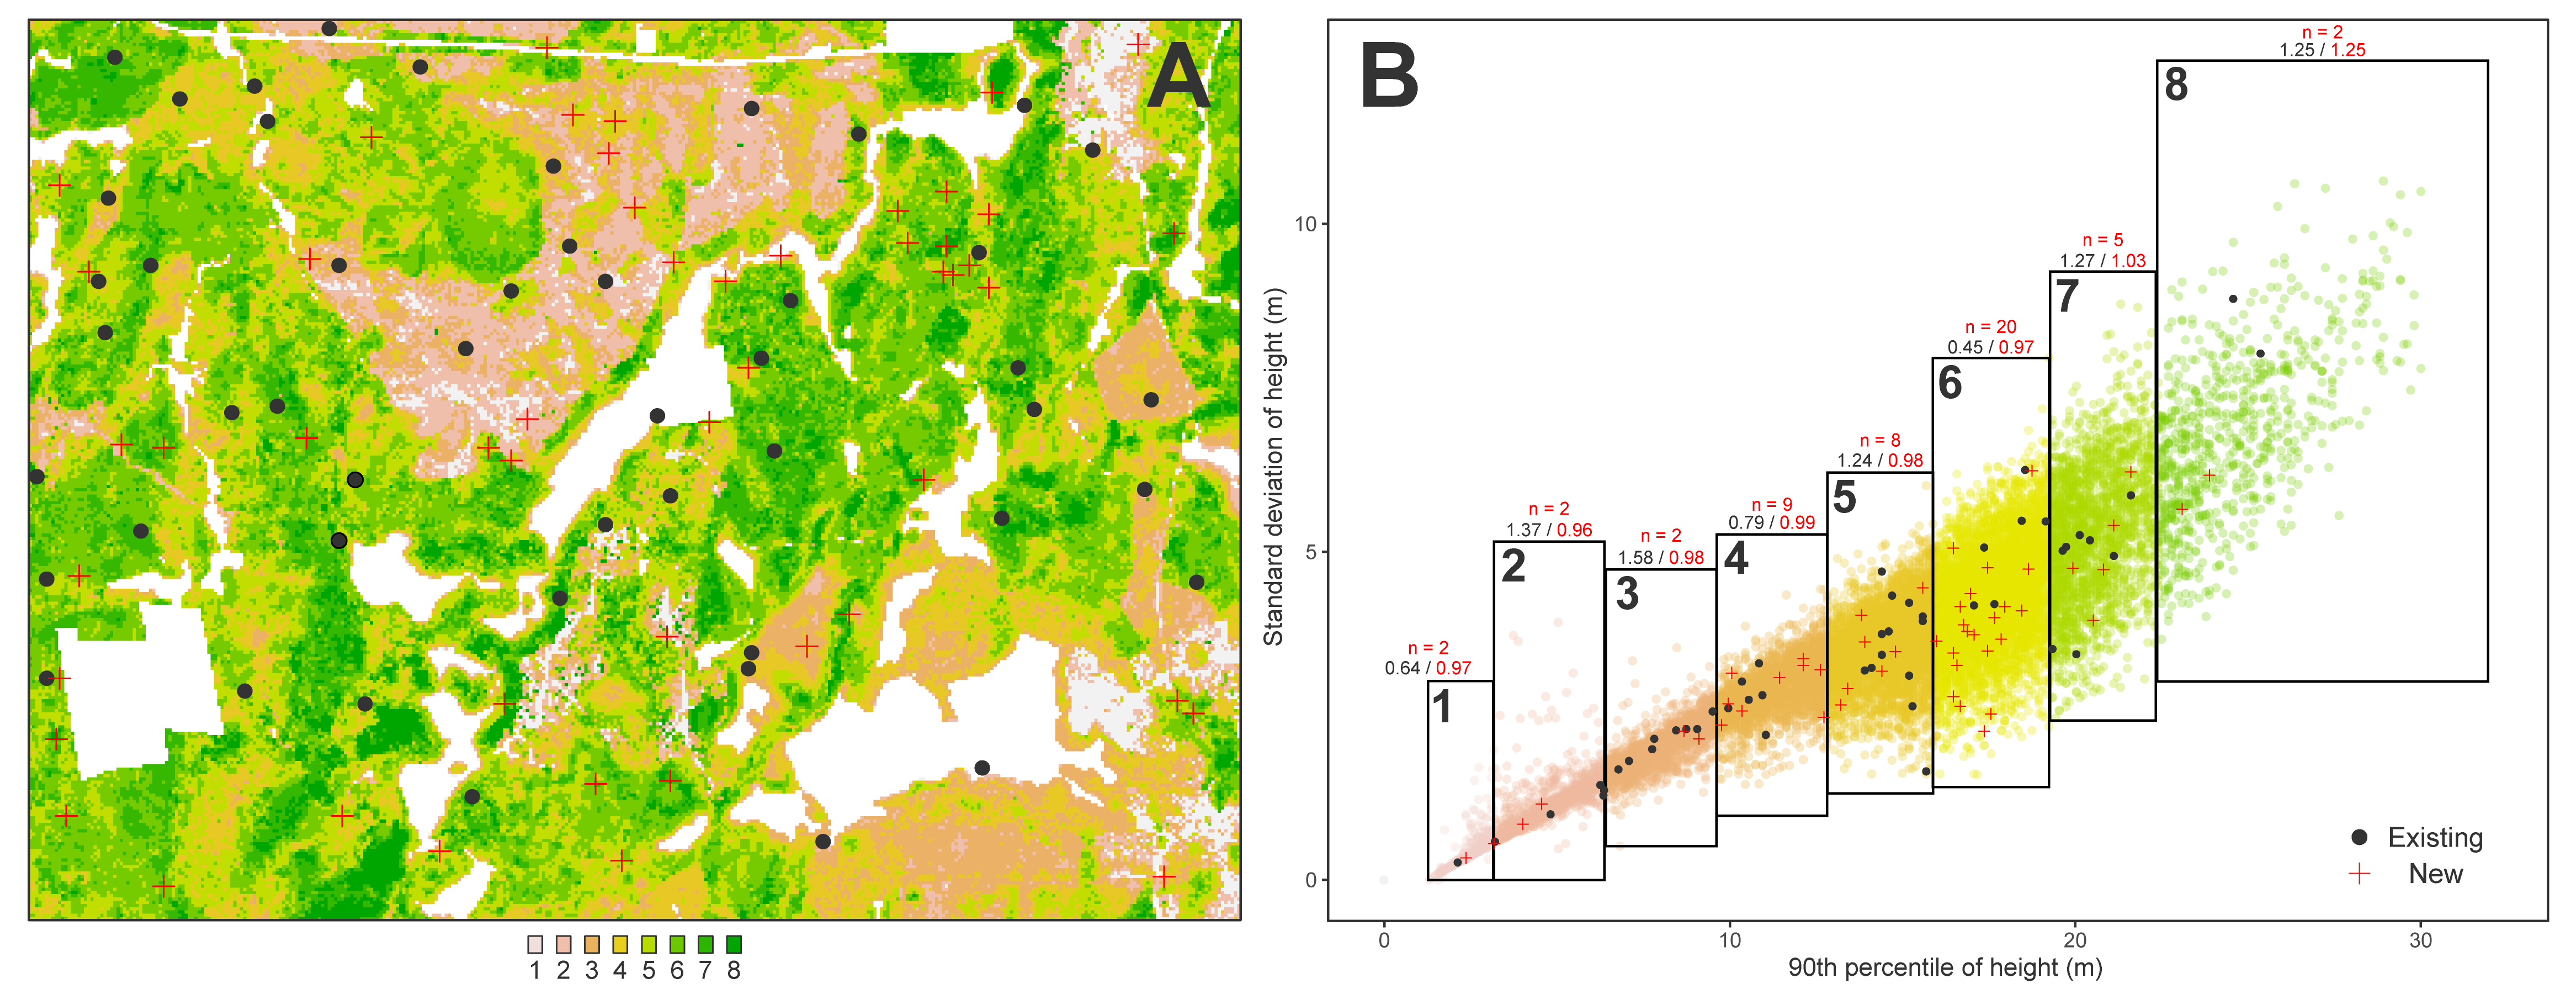 A
1 2 3 4 5 6 7 8
B
Standard deviation of height (m)
10
5
0
0 10 20 30
90th percentile of height (m)
n = 2
0.64 / 0.97
1
n = 2
1.37 / 0.96
2
n = 2
1.58 / 0.98
3
n = 9
0.79 / 0.99
4
n = 8
1.24 / 0.98
5
n = 20
0.45 / 0.97
6
n = 5
1.27 / 1.03
7
n = 2
1.25 / 1.25
8
Existing
New